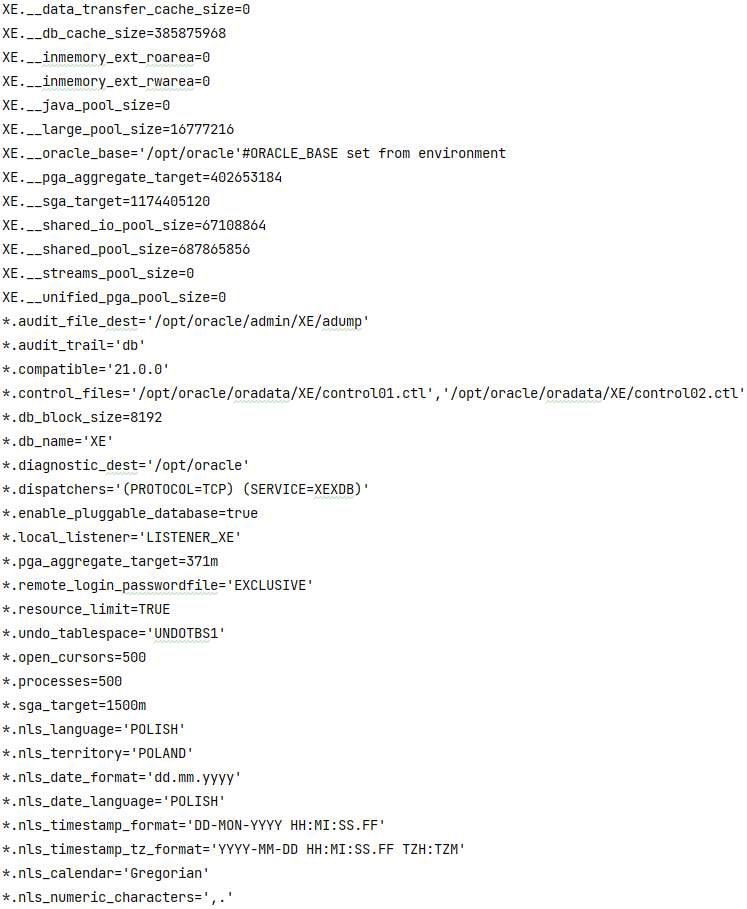 XE.__data_transfer_cache_size=0
XE.__db_cache_size=385875968
XE.__inmemory_ext_roarea=0
XE.__inmemory_ext_rwarea=0
XE.__java_pool_size=0
XE.__large_pool_size=16777216
XE.__oracle_base='/opt/oracle'#ORACLE_BASE set from environment
XE.__pga_aggregate_target=402653184
XE.__sga_target=1174405120
XE.__shared_io_pool_size=67108864
XE.__shared_pool_size=687865856
XE.__streams_pool_size=0
XE.__unified_pga_pool_size=0
*.audit_file_dest='/opt/oracle/admin/XE/adump'
*.audit_trail='db'
*.compatible='21.0.0'
*.control_files='/opt/oracle/oradata/XE/control01.ctl','/opt/oracle/oradata/XE/control02.ctl'
*.db_block_size=8192
*.db_name='XE'
*.diagnostic_dest='/opt/oracle'
*.dispatchers='(PROTOCOL=TCP) (SERVICE=XEXDB)'
*.enable_pluggable_database=true
*.local_listener='LISTENER_XE'
*.pga_aggregate_target=371m
*.remote_login_passwordfile='EXCLUSIVE'
*.resource_limit=TRUE
*.undo_tablespace='UNDOTBS1'
*.open_cursors=500
*.processes=500
*.sga_target=1500m
*.nls_language='POLISH'
*.nls_territory='POLAND'
*.nls_date_format='dd.mm.yyyy'
*.nls_date_language='POLISH'
*.nls_timestamp_format='DD-MON-YYYY HH:MI:SS.FF'
*.nls_timestamp_tz_format='YYYY-MM-DD HH:MI:SS.FF TZH:TZM'
*.nls_calendar='Gregorian'
*.nls_numeric_characters=',.'